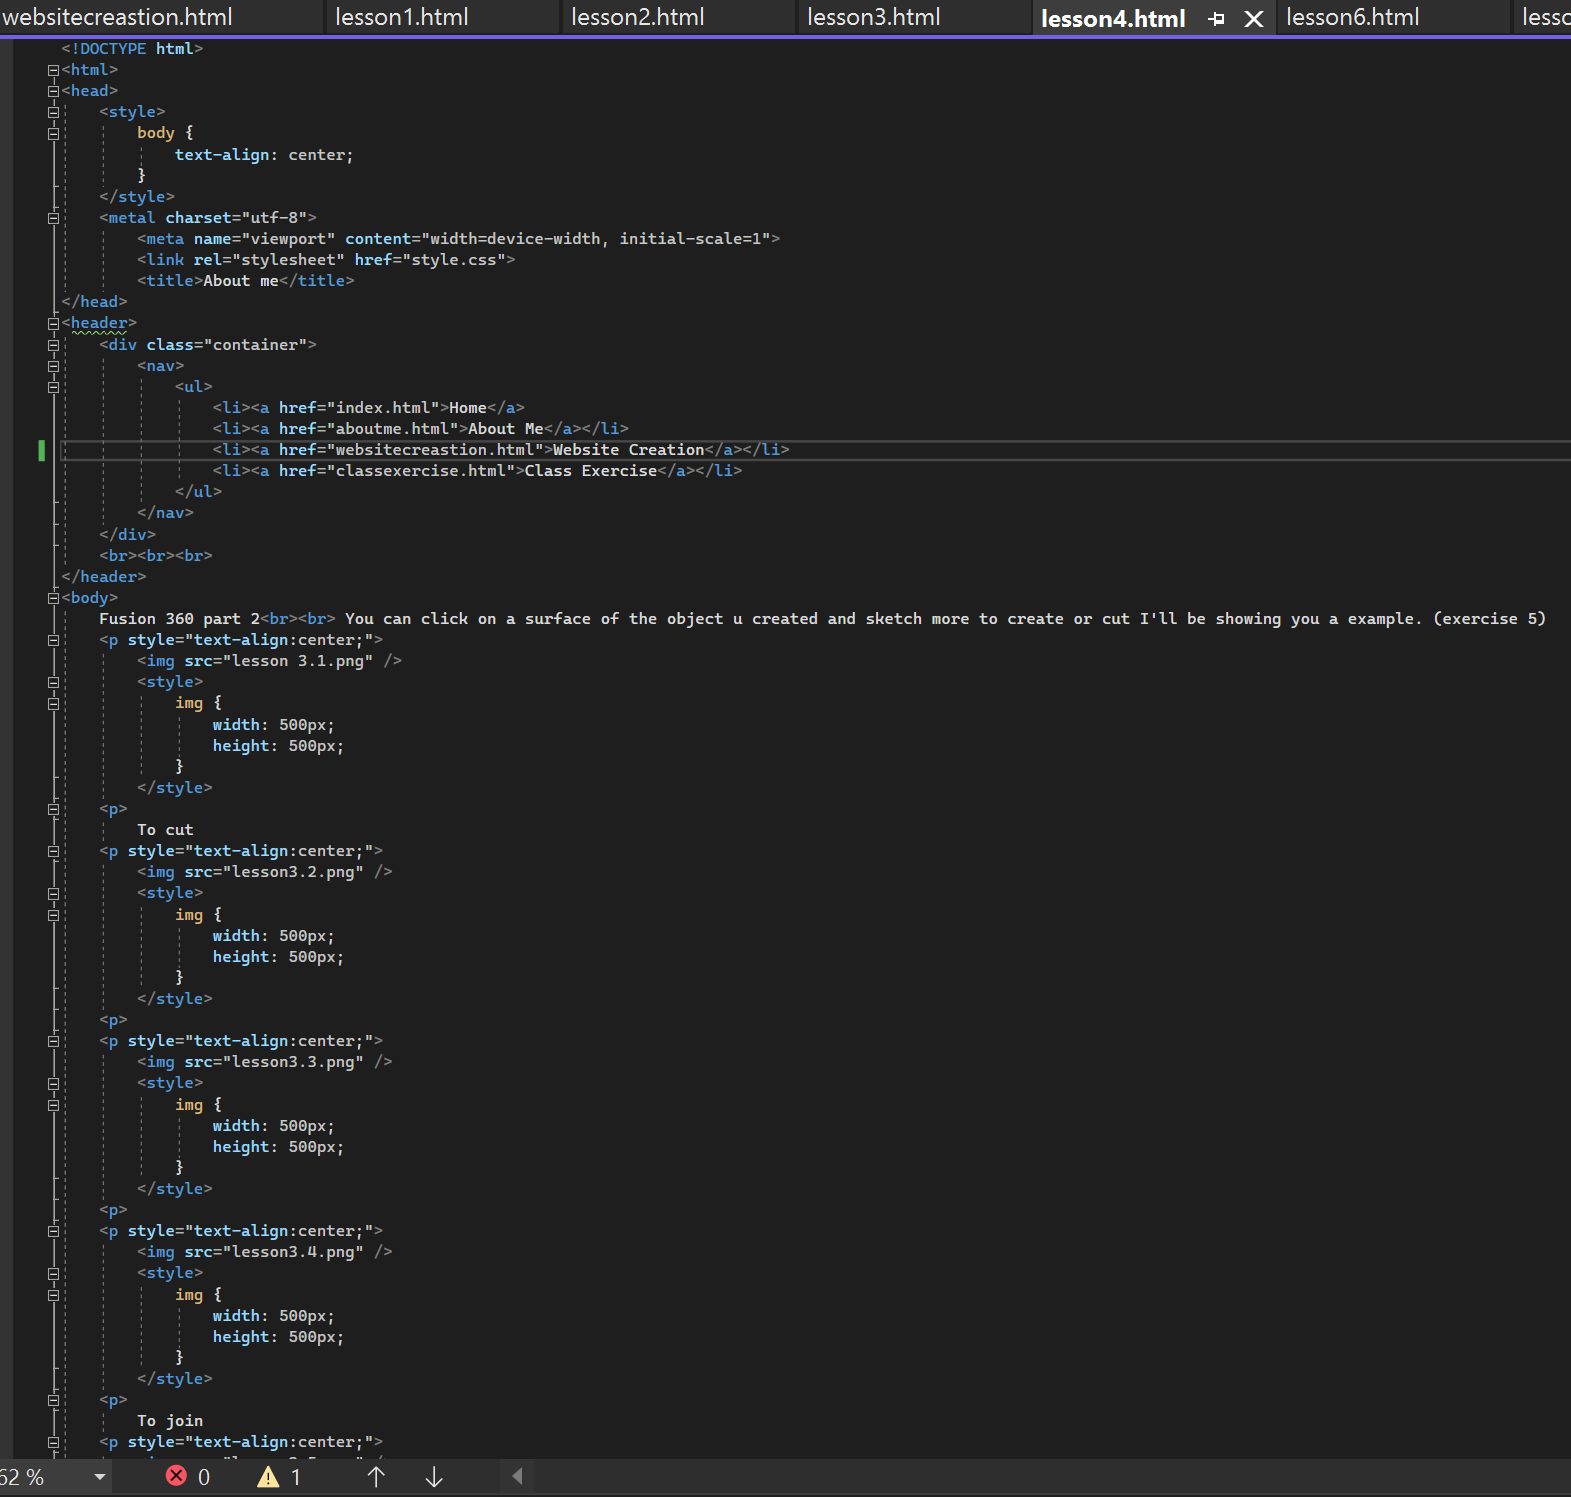 websitecreastion.html lesson1.html lesson2.html lesson3.html lesson4.html lesson6.html
<!DOCTYPE html>
<html>
<head>
<style>
body {
text-align: center;
}
</style>
<metal charset="utf-8">
<meta name="viewport" content="width=device-width, initial-scale=1">
<link rel="stylesheet" href="style.css">
<title>About me</title>
</head>
<header>
<div class="container">
<nav>
<ul>
<li><a href="index.html">Home</a>
<li><a href="aboutme.html">About Me</a></li>
<li><a href="websitecreastion.html">Website Creation</a></li>
<li><a href="classexercise.html">Class Exercise</a></li>
</ul>
</nav>
</div>
<br><br><br>
</header>
<body>
Fusion 360 part 2<br><br> You can click on a surface of the object u created and sketch more to create or cut I'll be showing you a example. (exercise 5)
<p style="text-align:center;">
<img src="lesson 3.1.png" />
<style>
img {
width: 500px;
height: 500px;
}
</style>
<p>
To cut
<p style="text-align:center;">
<img src="lesson3.2.png" />
<style>
img {
width: 500px;
height: 500px;
}
</style>
<p>
<p style="text-align:center;">
<img src="lesson3.3.png" />
<style>
img {
width: 500px;
height: 500px;
}
</style>
<p>
<p style="text-align:center;">
<img src="lesson3.4.png" />
<style>
img {
width: 500px;
height: 500px;
}
</style>
<p>
To join
<p style="text-align:center;">
62 % 0 1